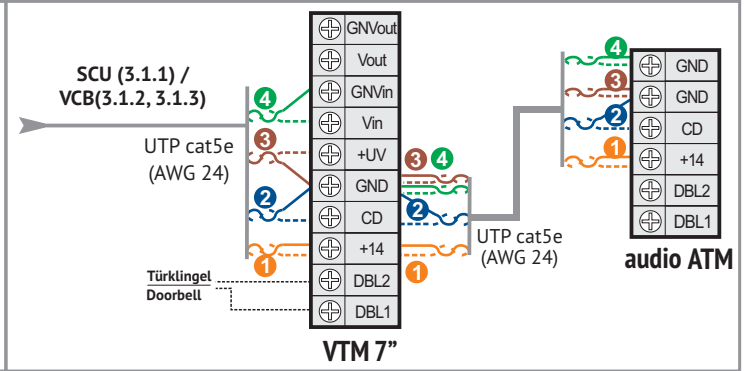 SCU (3.1.1) /
VCB(3.1.2, 3.1.3)
UTP cat5e
(AWG 24)
4
3
2
1
Türklingel
Doorbell
GNVout
Vout
GNVin
Vin
+UV
GND
CD
+14
DBL2
DBL1
VTM 7”
3 4
2
1
UTP cat5e
(AWG 24)
4
3
2
1
GND
GND
CD
+14
DBL2
DBL1
audio ATM